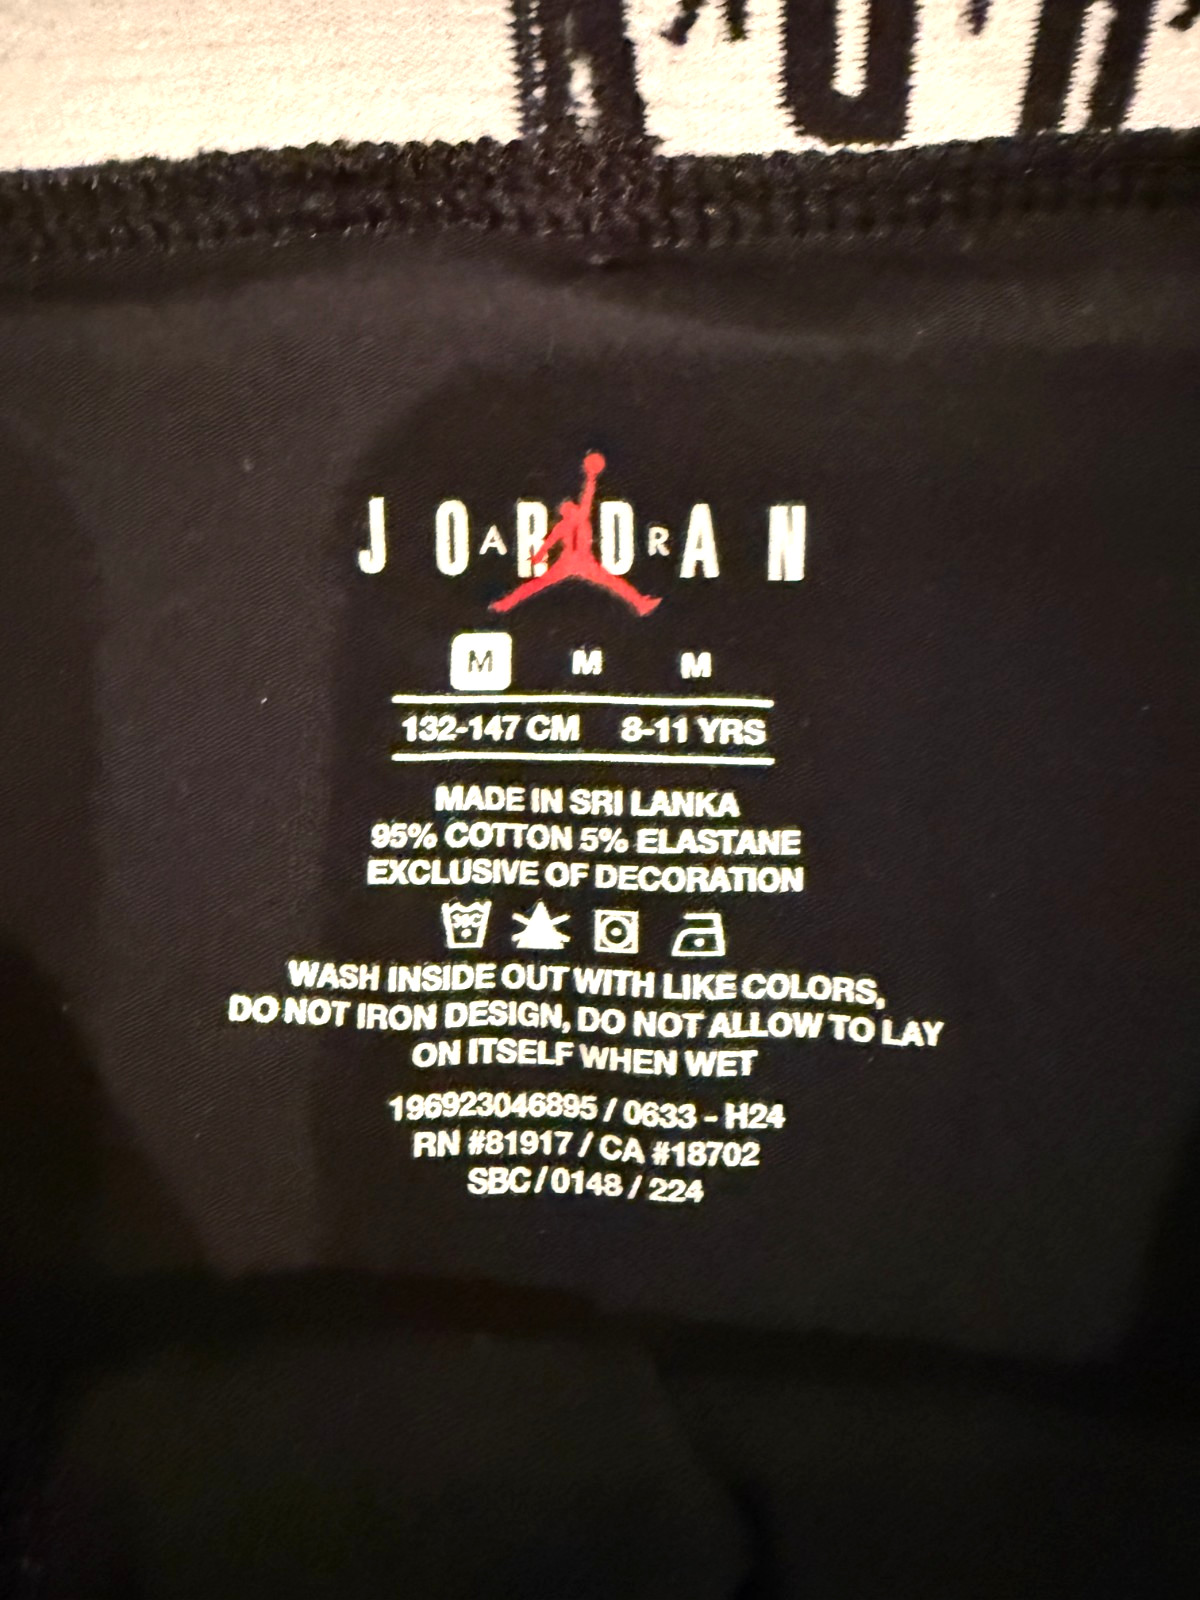 JORDAN
AR
M M M
132-147 CM 8-11 YRS
MADE IN SRI LANKA
95% COTTON 5% ELASTANE
EXCLUSIVE OF DECORATION
30C
WASH INSIDE OUT WITH LIKE COLORS,
DO NOT IRON DESIGN, DO NOT ALLOW TO LAY
ON ITSELF WHEN WET
196923046895 / 0633 - H24
RN #81917 / CA #18702
SBC / 0148 / 224